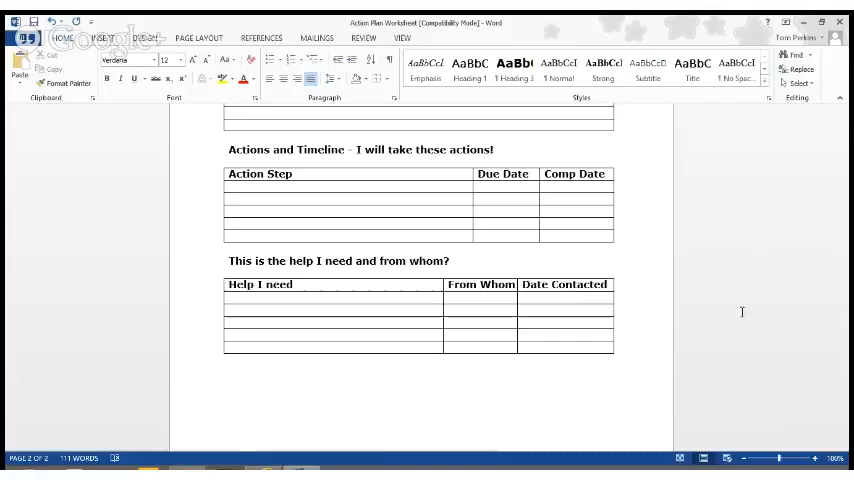 Action Plan Worksheet [Compatibility Mode] - Word
Google+
HOME INSERT DESIGN PAGE LAYOUT REFERENCES MAILINGS REVIEW VIEW
Tom Perkins
Cut
Copy
Format Painter
Paste
Clipboard
Verdana 12
Font
Paragraph
AaBbCcI AaBbC AaBb( AaBbCcI AaBbCcI AaBbCcD AaBbC AaBbCcI
Emphasis Heading 1 ¶ Heading 3 ¶ Normal Strong Subtitle Title ¶ No Spac...
Styles
Find
Replace
Select
Editing
Actions and Timeline - I will take these actions!
Action Step Due Date Comp Date
This is the help I need and from whom?
Help I need From Whom Date Contacted
PAGE 2 OF 2 111 WORDS
100%